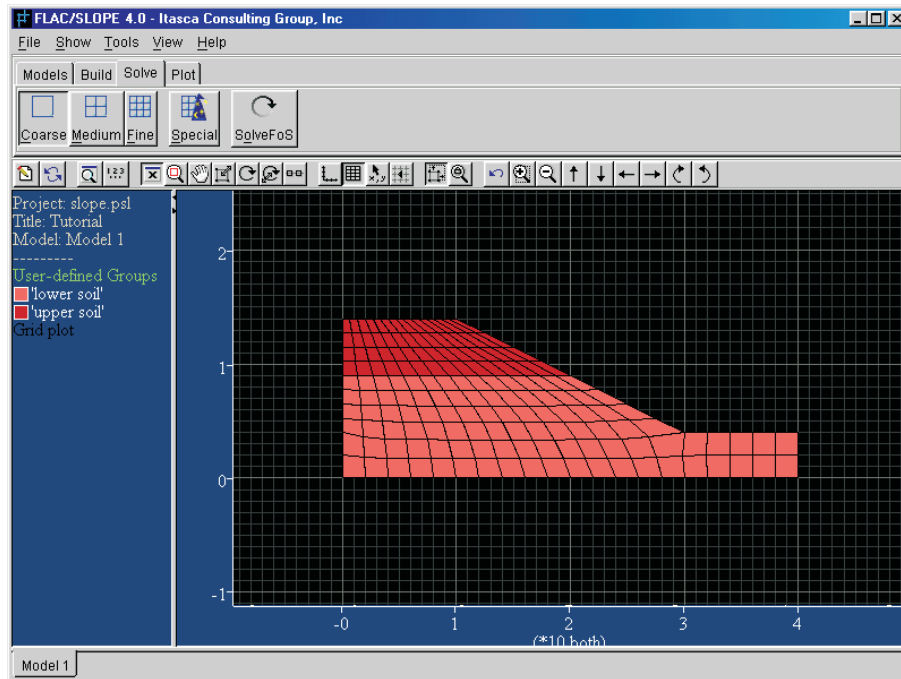 FLAC/SLOPE 4.0 - Itasca Consulting Group, Inc
File Show Tools View Help
Models Build Solve Plot
Coarse Medium Fine Special SolveFoS
123
Project: slope.psl
Title: Tutorial
Model: Model 1
---------
User-defined Groups
'lower soil'
'upper soil'
Grid plot
2
1
0
-1
-0 1 2 3 4
(*10 both)
Model 1